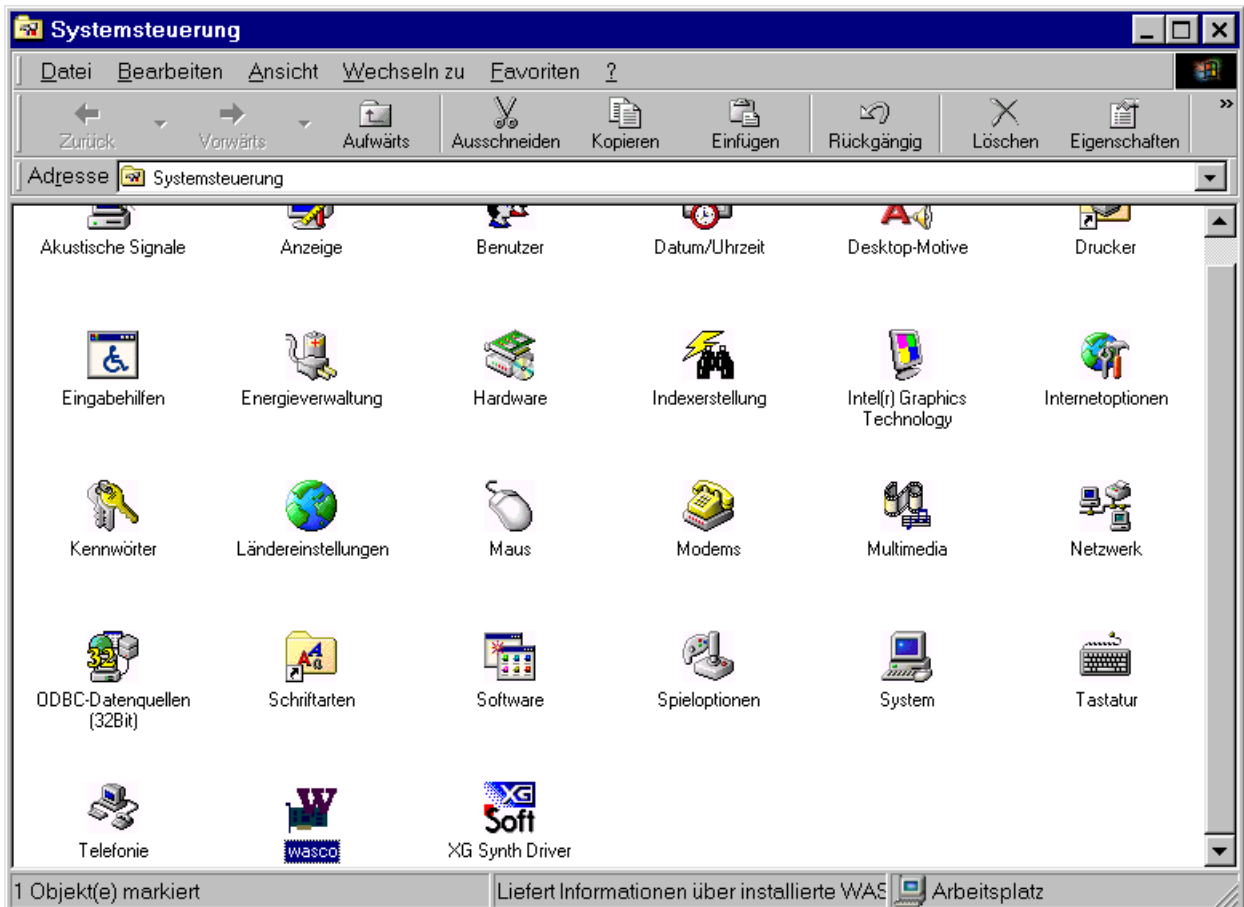 Systemsteuerung
Datei Bearbeiten Ansicht Wechseln zu Favoriten ?
Zurück Vorwärts Aufwärts Ausschneiden Kopieren Einfügen Rückgängig Löschen Eigenschaften »
Adresse Systemsteuerung
Akustische Signale Anzeige Benutzer Datum/Uhrzeit Desktop-Motive Drucker
Eingabehilfen Energieverwaltung Hardware Indexerstellung Intel(r) Graphics Internetoptionen
Technology
Kennwörter Ländereinstellungen Maus Modems Multimedia Netzwerk
32
ODBC-Datenquellen Schriftarten Software Spieloptionen System Tastatur
(32Bit)
W XG
Soft
Telefonie wasco XG Synth Driver
1 Objekt(e) markiert Liefert Informationen über installierte WAS Arbeitsplatz